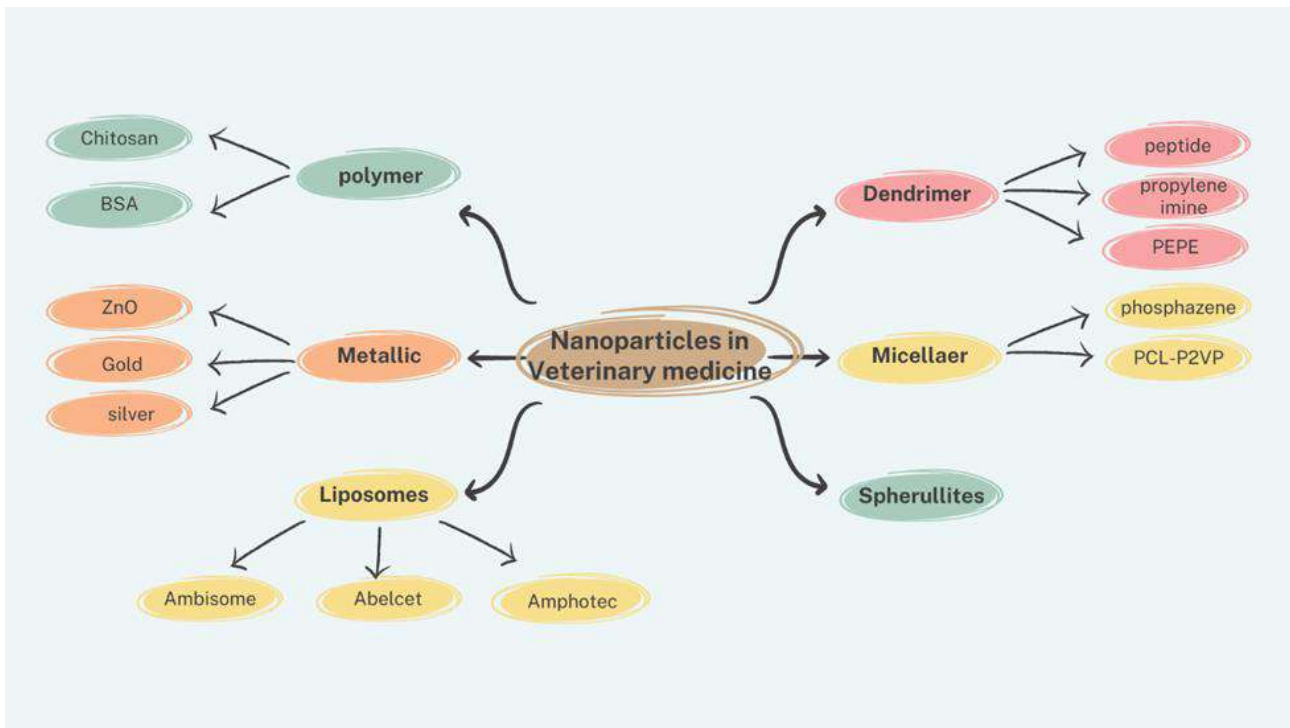 Chitosan
BSA
polymer
ZnO
Gold
silver
Metallic
Liposomes
Ambisome
Abelcet
Amphotec
Nanoparticles in
Veterinary medicine
Dendrimer
peptide
propylene
imine
PEPE
Micellaer
phosphazene
PCL-P2VP
Spherullites